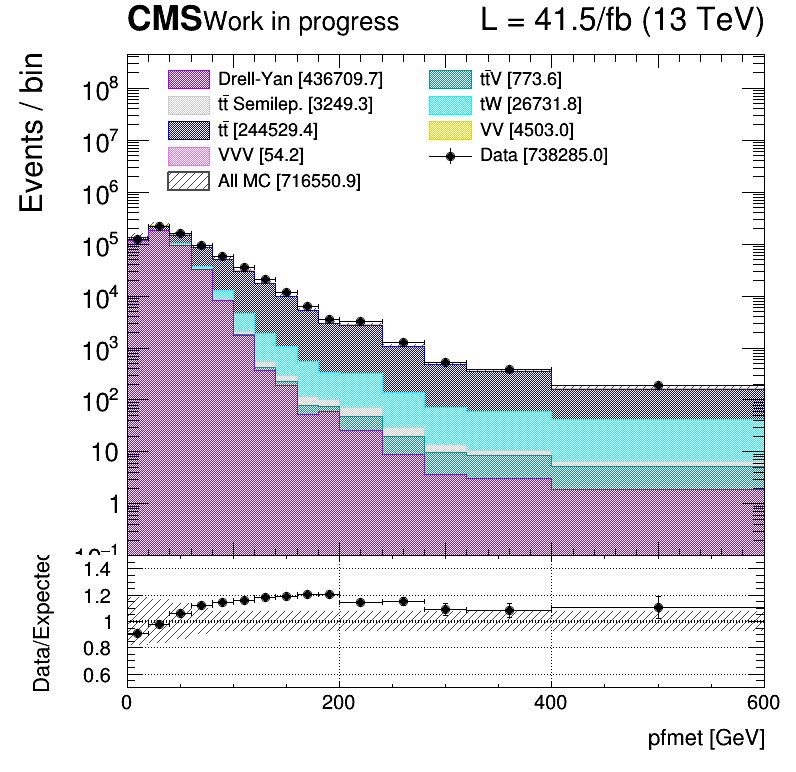 CMS Work in progress L = 41.5/fb (13 TeV)
Events / bin
Drell-Yan [436709.7] tt̄V [773.6]
tt̄ Semilep. [3249.3] tW [26731.8]
tt̄ [244529.4] VV [4503.0]
VVV [54.2] Data [738285.0]
All MC [716550.9]
10⁸
10⁷
10⁶
10⁵
10⁴
10³
10²
10
1
10⁻¹
Data/Expected
1.4
1.2
1
0.8
0.6
0 200 400 600
pfmet [GeV]